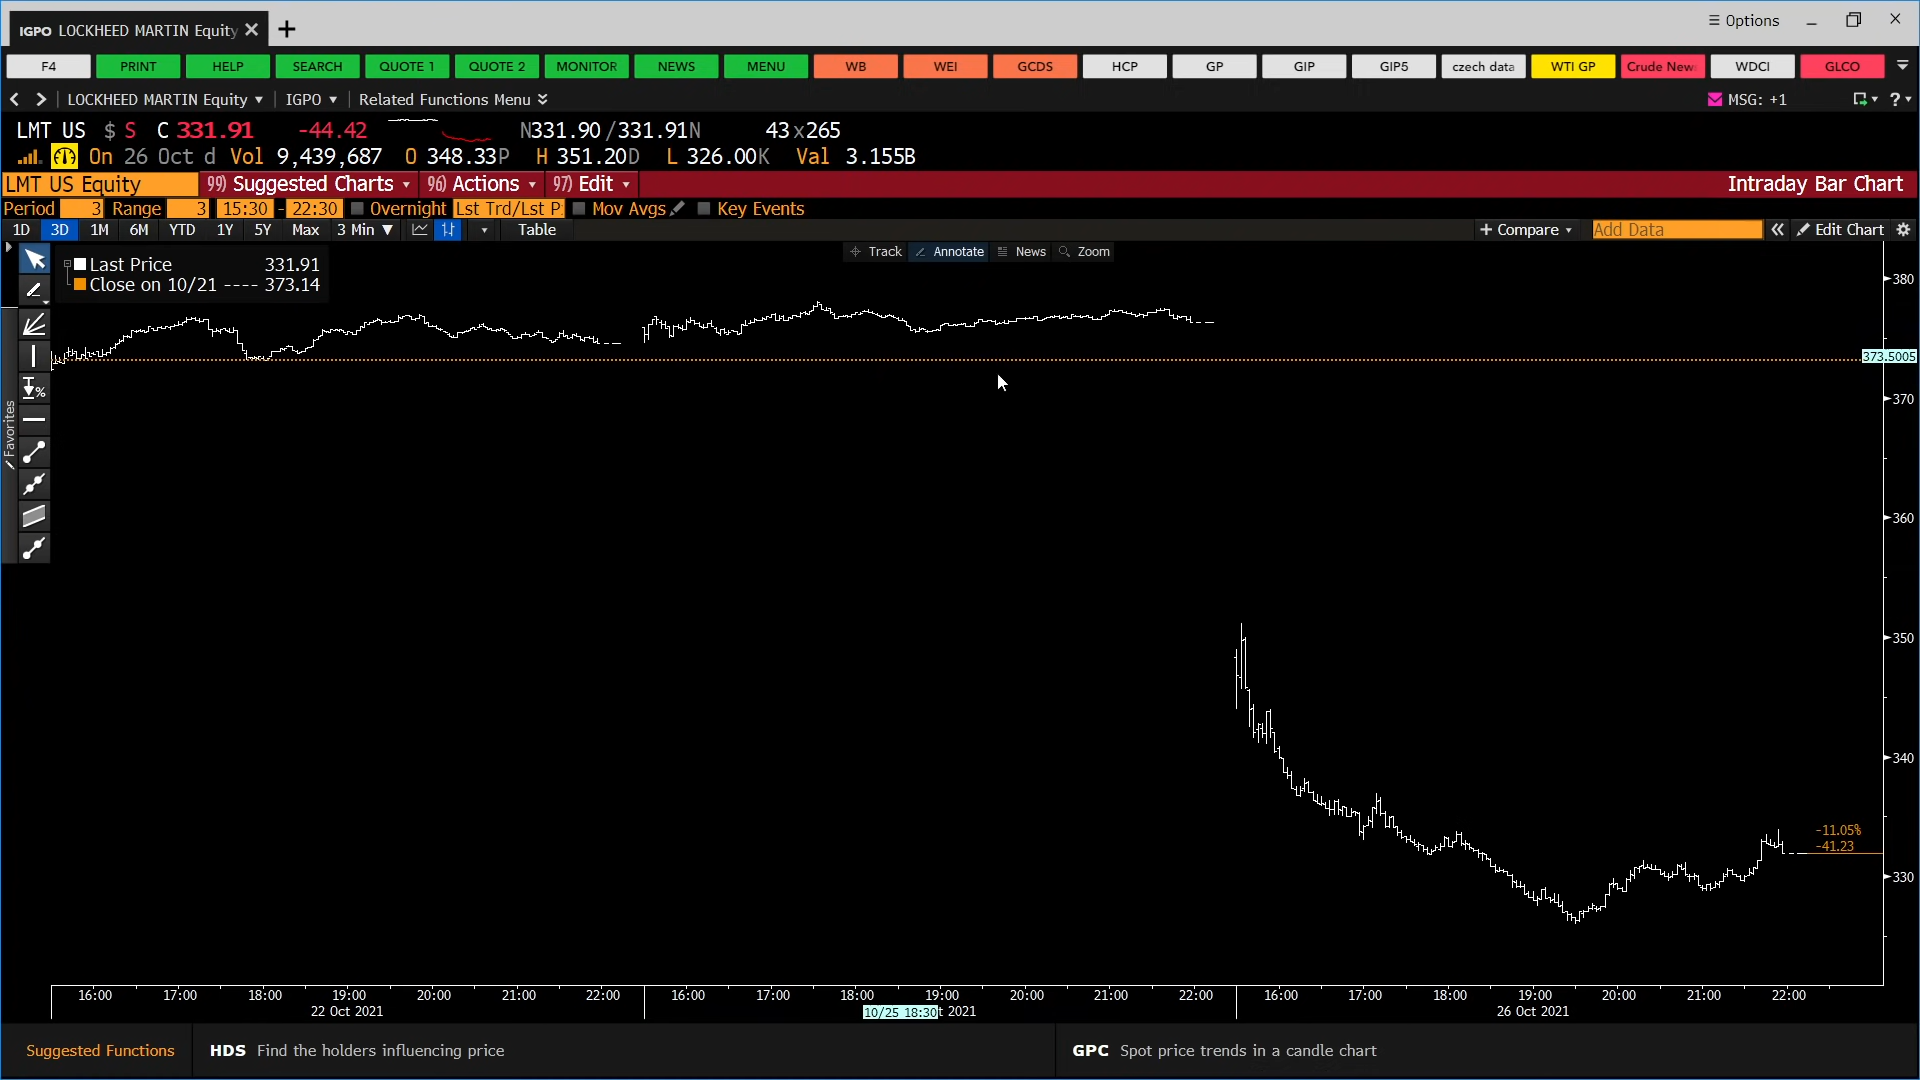 IGPO LOCKHEED MARTIN Equity
Options
F4 PRINT HELP SEARCH QUOTE 1 QUOTE 2 MONITOR NEWS MENU WB WEI GCDS HCP GP GIP GIP5 czech data WTI GP Crude New WDCI GLCO
LOCKHEED MARTIN Equity IGPO Related Functions Menu MSG: +1 ?
LMT US $ S C 331.91 -44.42 N331.90 /331.91N 43x265
On 26 Oct d Vol 9,439,687 O 348.33P H 351.20D L 326.00K Val 3.155B
LMT US Equity 99) Suggested Charts 96) Actions 97) Edit Intraday Bar Chart
Period 3 Range 3 15:30 - 22:30 Overnight Lst Trd/Lst P Mov Avgs Key Events
1D 3D 1M 6M YTD 1Y 5Y Max 3 Min Table + Compare Add Data « Edit Chart
Track Annotate News Zoom
Last Price 331.91
Close on 10/21 ---- 373.14
380
373.5005
370
Favorites
360
350
340
-11.05%
-41.23
330
16:00 17:00 18:00 19:00 20:00 21:00 22:00 16:00 17:00 18:00 19:00 20:00 21:00 22:00 16:00 17:00 18:00 19:00 20:00 21:00 22:00
22 Oct 2021 10/25 18:30 t 2021 26 Oct 2021
Suggested Functions HDS Find the holders influencing price GPC Spot price trends in a candle chart